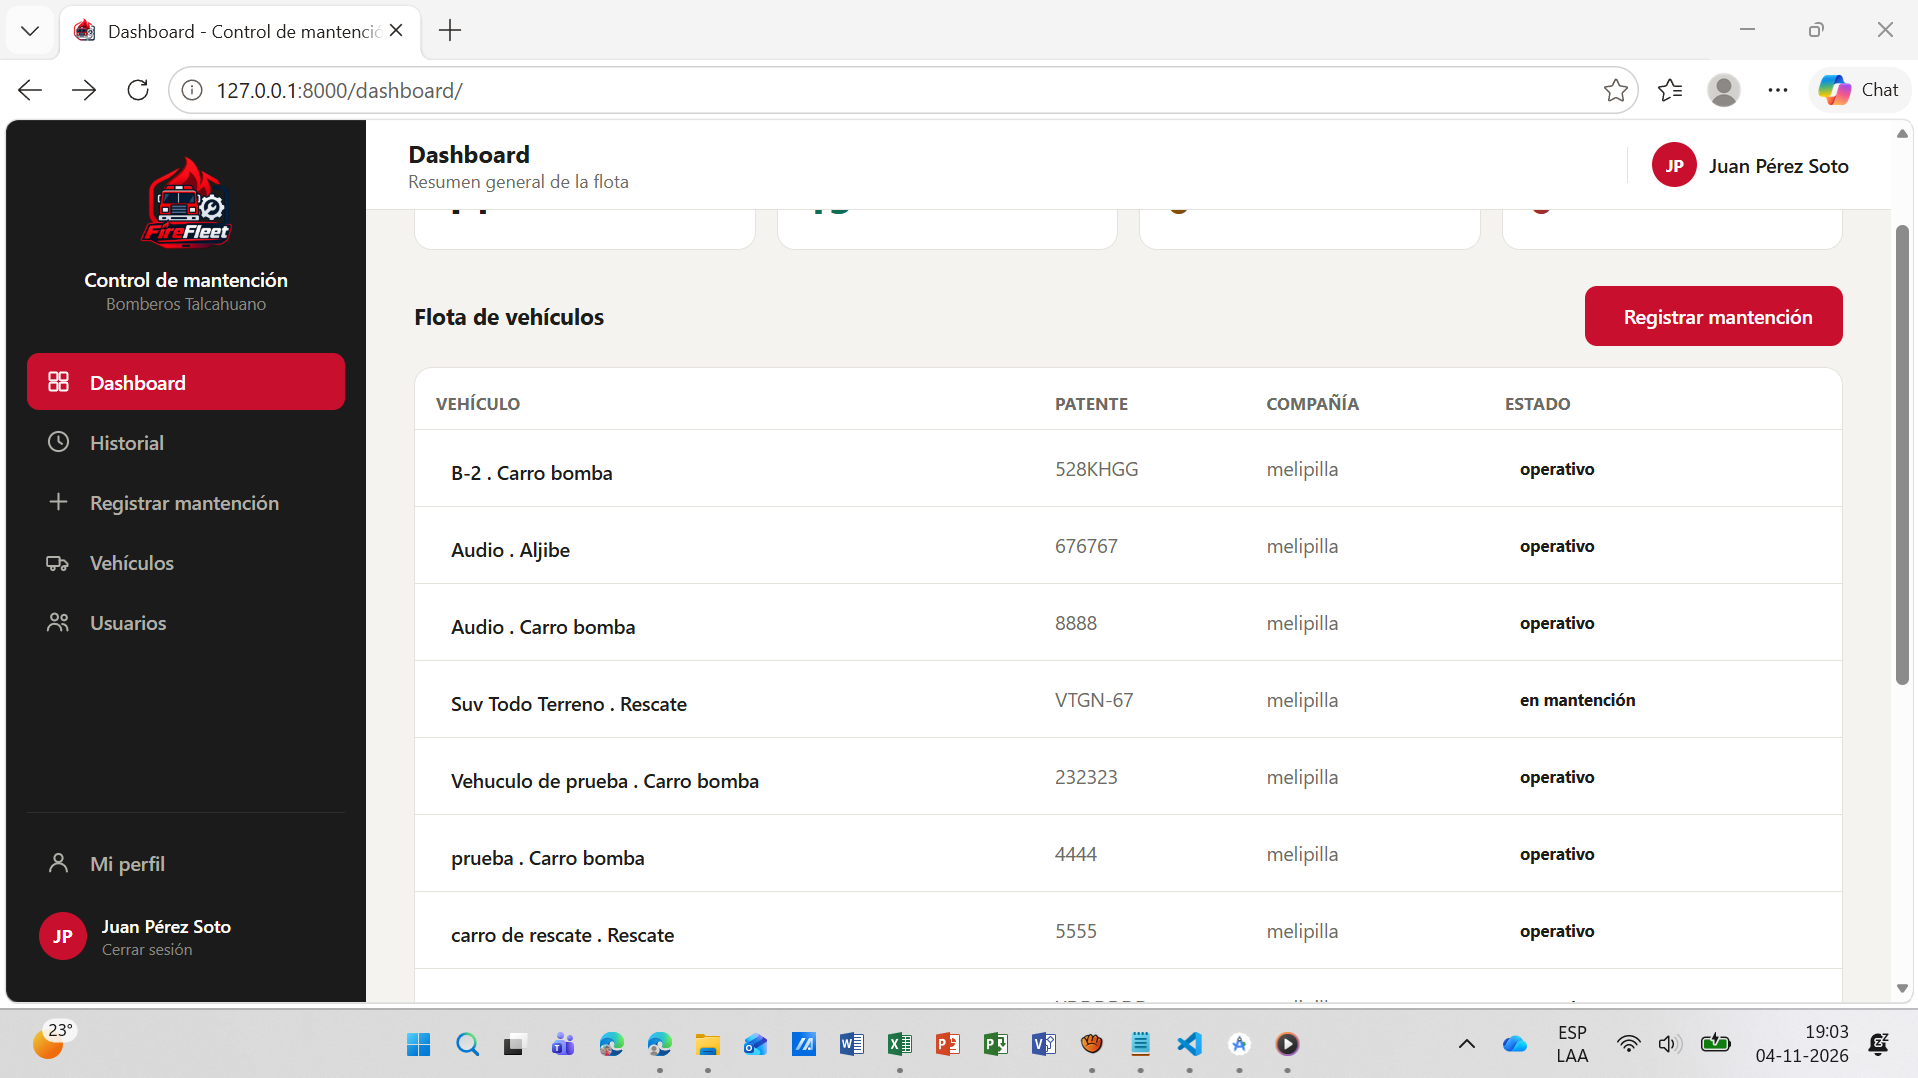 Dashboard - Control de mantenció
127.0.0.1:8000/dashboard/
Chat
FireFleet
Control de mantención
Bomberos Talcahuano
Dashboard
Historial
Registrar mantención
Vehículos
Usuarios
Mi perfil
JP
Juan Pérez Soto
Cerrar sesión
Dashboard
Resumen general de la flota
JP
Juan Pérez Soto
Flota de vehículos
Registrar mantención
VEHÍCULO PATENTE COMPAÑÍA ESTADO
B-2 . Carro bomba 528KHGG melipilla operativo
Audio . Aljibe 676767 melipilla operativo
Audio . Carro bomba 8888 melipilla operativo
Suv Todo Terreno . Rescate VTGN-67 melipilla en mantención
Vehuculo de prueba . Carro bomba 232323 melipilla operativo
prueba . Carro bomba 4444 melipilla operativo
carro de rescate . Rescate 5555 melipilla operativo
23°
ESP
LAA
19:03
04-11-2026